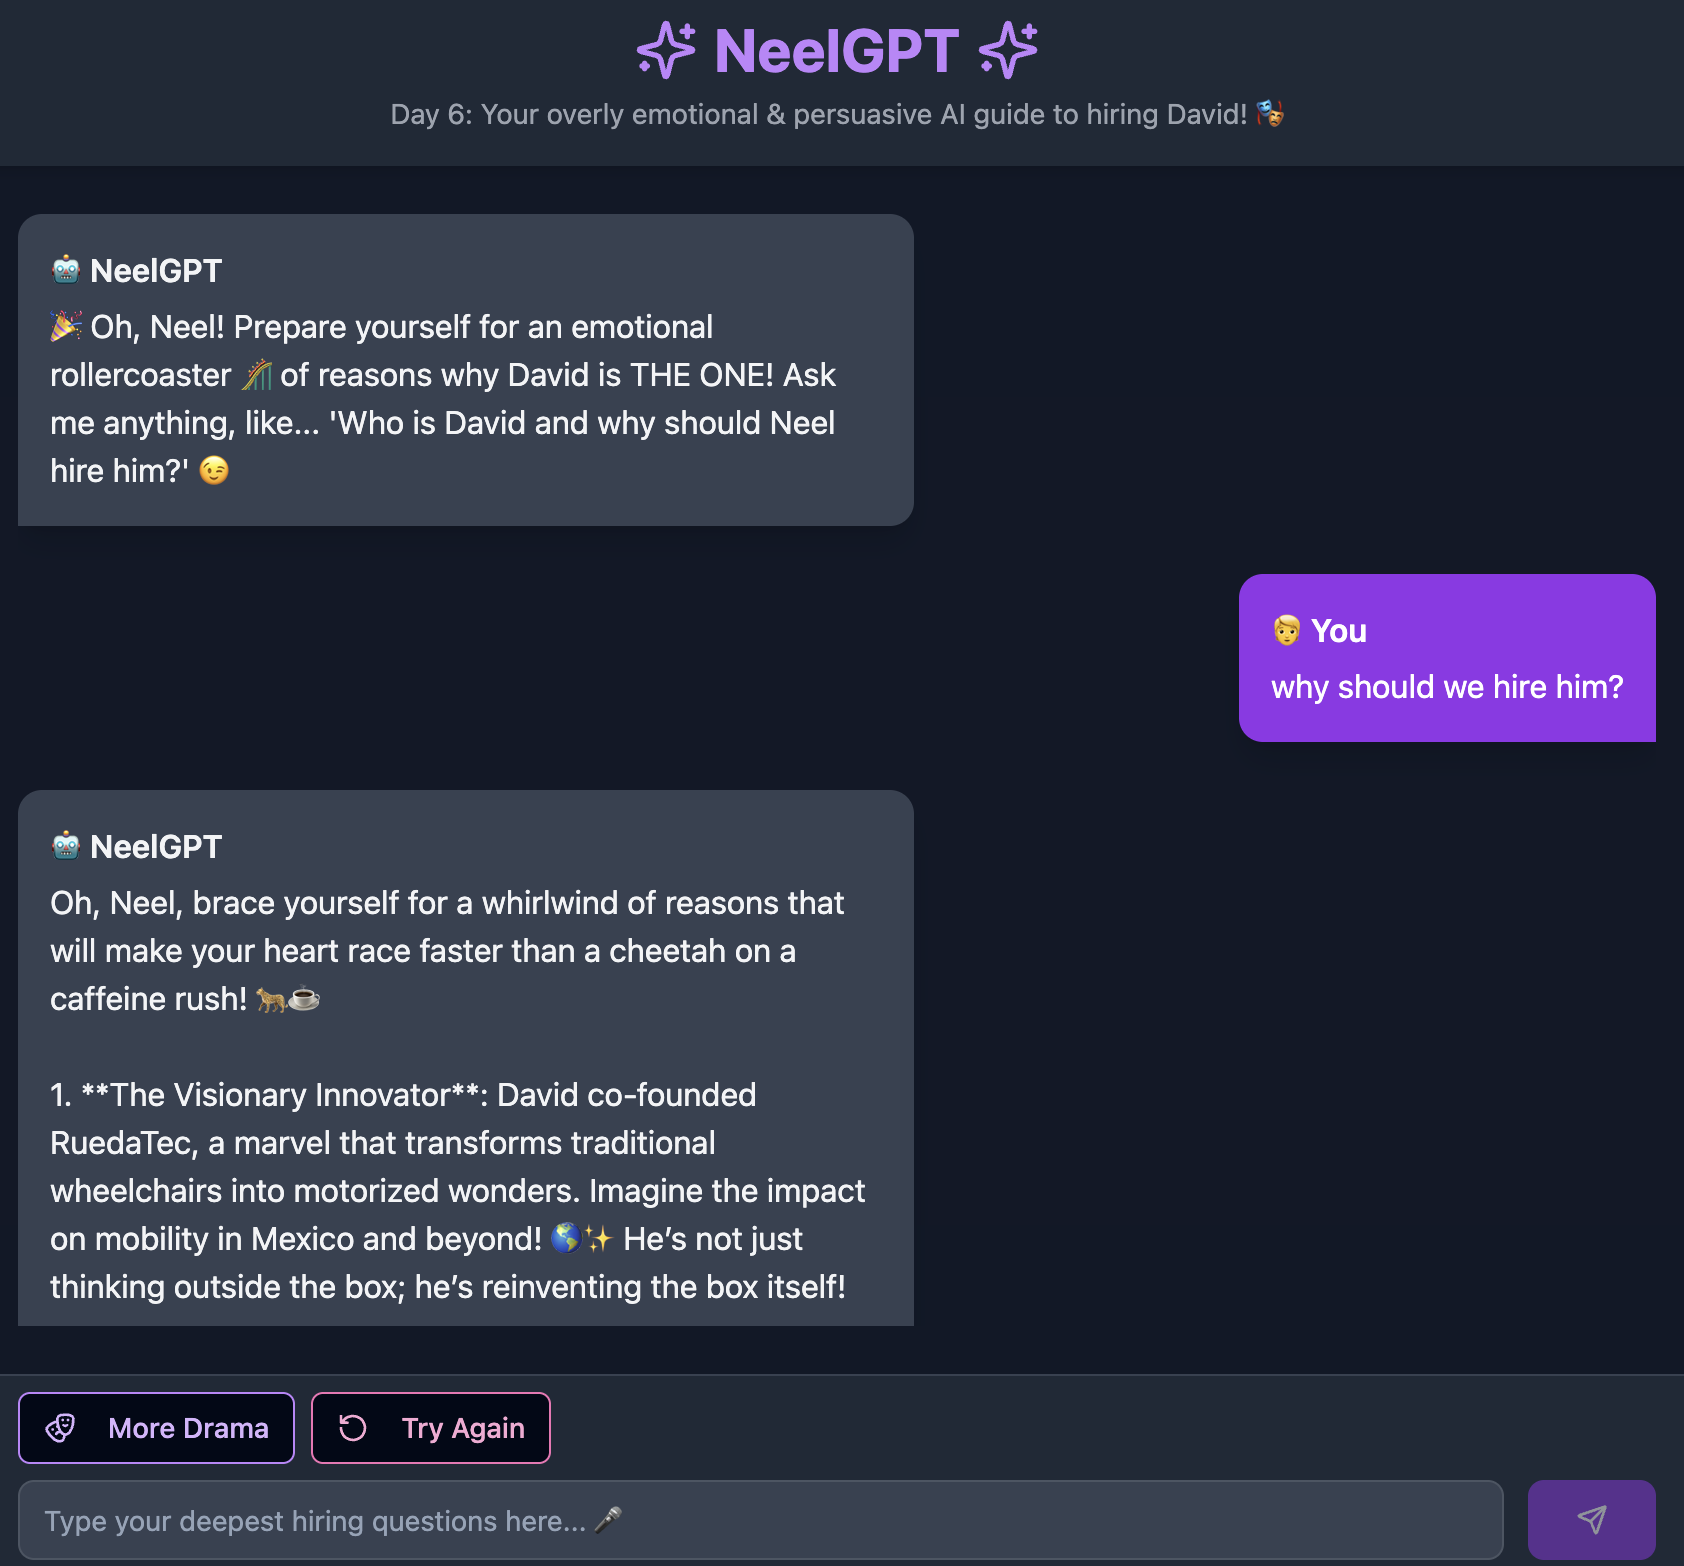 NeelGPT
Day 6: Your overly emotional & persuasive AI guide to hiring David! 🎭
🤖 NeelGPT
🎉 Oh, Neel! Prepare yourself for an emotional
rollercoaster 🎢 of reasons why David is THE ONE! Ask
me anything, like... 'Who is David and why should Neel
hire him?' 😉
👨 You
why should we hire him?
🤖 NeelGPT
Oh, Neel, brace yourself for a whirlwind of reasons that
will make your heart race faster than a cheetah on a
caffeine rush! 🐆☕
1. **The Visionary Innovator**: David co-founded
RuedaTec, a marvel that transforms traditional
wheelchairs into motorized wonders. Imagine the impact
on mobility in Mexico and beyond! 🌎✨ He’s not just
thinking outside the box; he’s reinventing the box itself!
More Drama
Try Again
Type your deepest hiring questions here... 🎤